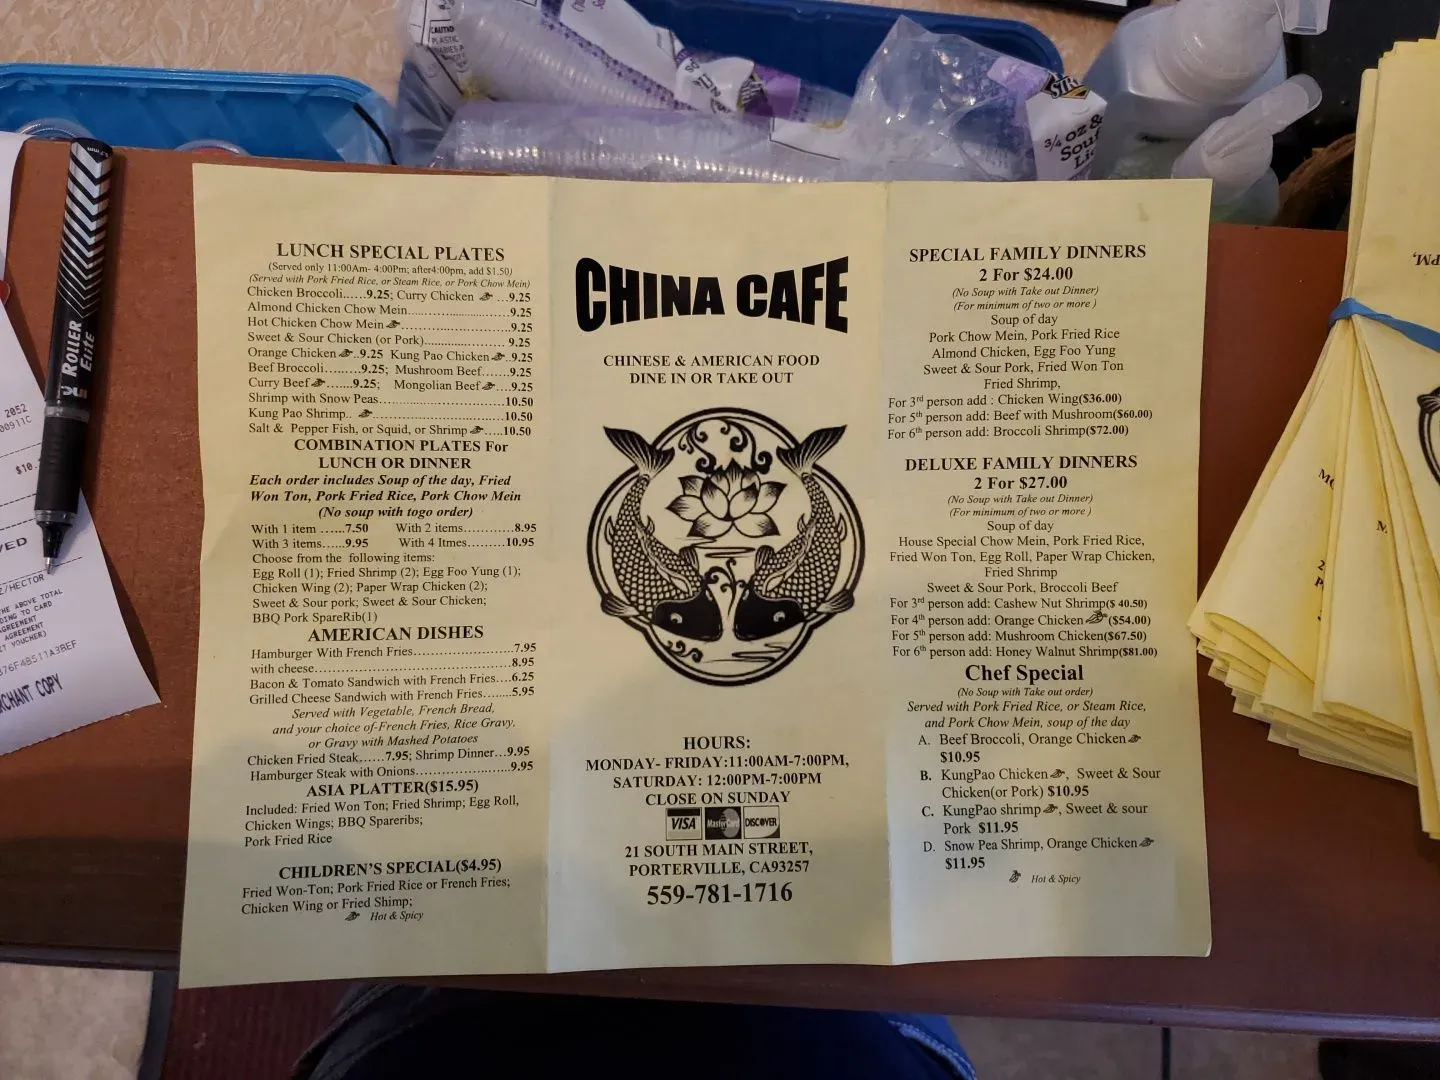 LUNCH SPECIAL PLATES
(Served only 11:00Am- 4:00Pm; after4:00pm, add $1.50)
(Served with Pork Fried Rice, or Steam Rice, or Pork Chow Mein)
Chicken Broccoli.....9.25; Curry Chicken ...9.25
Almond Chicken Chow Mein..........................9.25
Hot Chicken Chow Mein..........................9.25
Sweet & Sour Chicken (or Pork)................... 9.25
Orange Chicken..9.25 Kung Pao Chicken..9.25
Beef Broccoli.......9.25; Mushroom Beef......9.25
Curry Beef.......9.25; Mongolian Beef...9.25
Shrimp with Snow Peas..............................10.50
Kung Pao Shrimp.. ..............................10.50
Salt & Pepper Fish, or Squid, or Shrimp.....10.50
COMBINATION PLATES For
LUNCH OR DINNER
Each order includes Soup of the day, Fried
Won Ton, Pork Fried Rice, Pork Chow Mein
(No soup with togo order)
With 1 item ......7.50 With 2 items...........8.95
With 3 items......9.95 With 4 Itmes..........10.95
Choose from the following items:
Egg Roll (1); Fried Shrimp (2); Egg Foo Yung (1);
Chicken Wing (2); Paper Wrap Chicken (2);
Sweet & Sour pork; Sweet & Sour Chicken;
BBQ Pork SpareRib(1)
AMERICAN DISHES
Hamburger With French Fries.......................7.95
with cheese.............................................8.95
Bacon & Tomato Sandwich with French Fries....6.25
Grilled Cheese Sandwich with French Fries.......5.95
Served with Vegetable, French Bread,
and your choice of-French Fries, Rice Gravy,
or Gravy with Mashed Potatoes
Chicken Fried Steak.......7.95; Shrimp Dinner...9.95
Hamburger Steak with Onions.......................9.95
ASIA PLATTER($15.95)
Included: Fried Won Ton; Fried Shrimp; Egg Roll,
Chicken Wings; BBQ Spareribs;
Pork Fried Rice
CHILDREN'S SPECIAL($4.95)
Fried Won-Ton; Pork Fried Rice or French Fries;
Chicken Wing or Fried Shimp;
Hot & Spicy
CHINA CAFE
CHINESE & AMERICAN FOOD
DINE IN OR TAKE OUT
HOURS:
MONDAY- FRIDAY:11:00AM-7:00PM,
SATURDAY: 12:00PM-7:00PM
CLOSE ON SUNDAY
VISA MasterCard DISCOVER
21 SOUTH MAIN STREET,
PORTERVILLE, CA93257
559-781-1716
SPECIAL FAMILY DINNERS
2 For $24.00
(No Soup with Take out Dinner)
(For minimum of two or more )
Soup of day
Pork Chow Mein, Pork Fried Rice
Almond Chicken, Egg Foo Yung
Sweet & Sour Pork, Fried Won Ton
Fried Shrimp,
For 3rd person add : Chicken Wing($36.00)
For 5th person add: Beef with Mushroom($60.00)
For 6th person add: Broccoli Shrimp($72.00)
DELUXE FAMILY DINNERS
2 For $27.00
(No Soup with Take out Dinner)
(For minimum of two or more )
Soup of day
House Special Chow Mein, Pork Fried Rice,
Fried Won Ton, Egg Roll, Paper Wrap Chicken,
Fried Shrimp
Sweet & Sour Pork, Broccoli Beef
For 3rd person add: Cashew Nut Shrimp($ 40.50)
For 4th person add: Orange Chicken ($54.00)
For 5th person add: Mushroom Chicken($67.50)
For 6th person add: Honey Walnut Shrimp($81.00)
Chef Special
(No Soup with Take out order)
Served with Pork Fried Rice, or Steam Rice,
and Pork Chow Mein, soup of the day
A. Beef Broccoli, Orange Chicken
$10.95
B. KungPao Chicken, Sweet & Sour
Chicken(or Pork) $10.95
C. KungPao shrimp, Sweet & sour
Pork $11.95
D. Snow Pea Shrimp, Orange Chicken
$11.95
Hot & Spicy
ROLLER
Elite
uni
2052
00911C
$10.
/HECTOR
HE ABOVE TOTAL
DING TO CARD
AGREEMENT
AGREEMENT
T VOUCHER)
376F4B511A3BEF
RCHANT COPY
CAUTION
PLASTIC
3/4 oz &
Souf